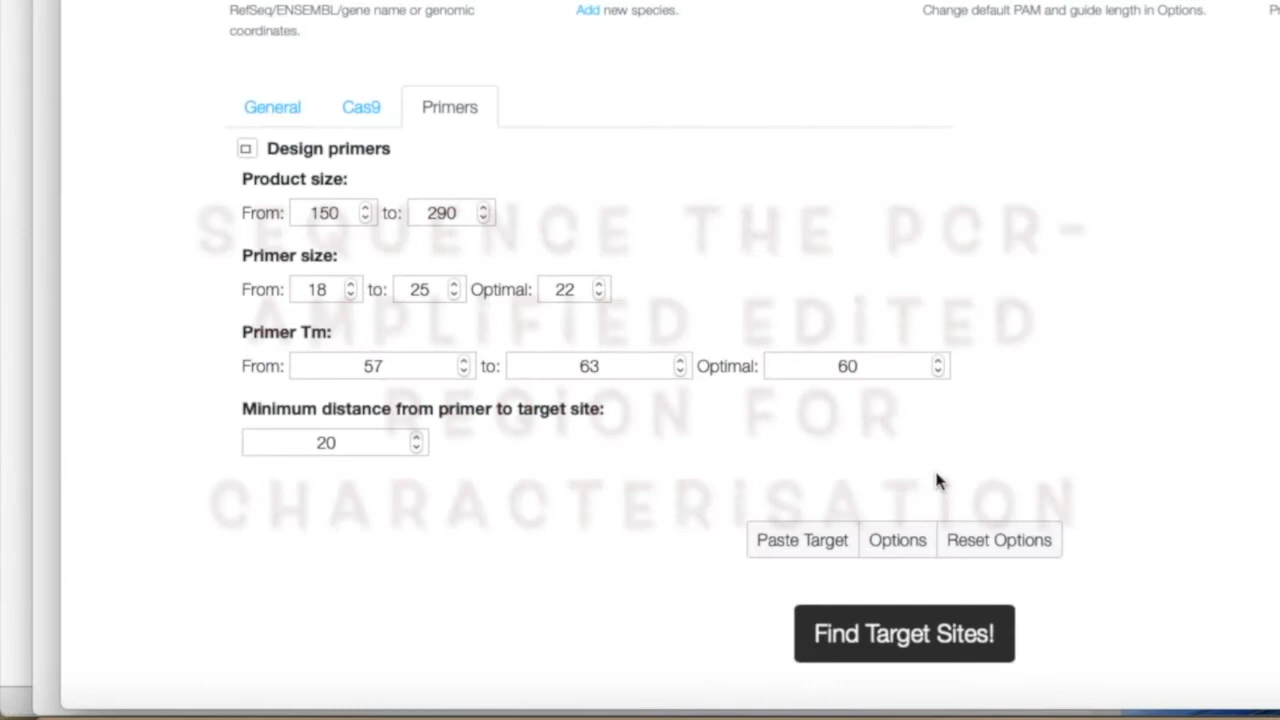 RefSeq/ENSEMBL/gene name or genomic
coordinates.
Add new species.
Change default PAM and guide length in Options.
General Cas9 Primers
Design primers
Product size:
From: 150 to: 290
Primer size:
From: 18 to: 25 Optimal: 22
Primer Tm:
From: 57 to: 63 Optimal: 60
Minimum distance from primer to target site:
20
SEQUENCE THE PCR-
AMPLIFIED EDITED
REGION FOR
CHARACTERISATION
Paste Target Options Reset Options
Find Target Sites!